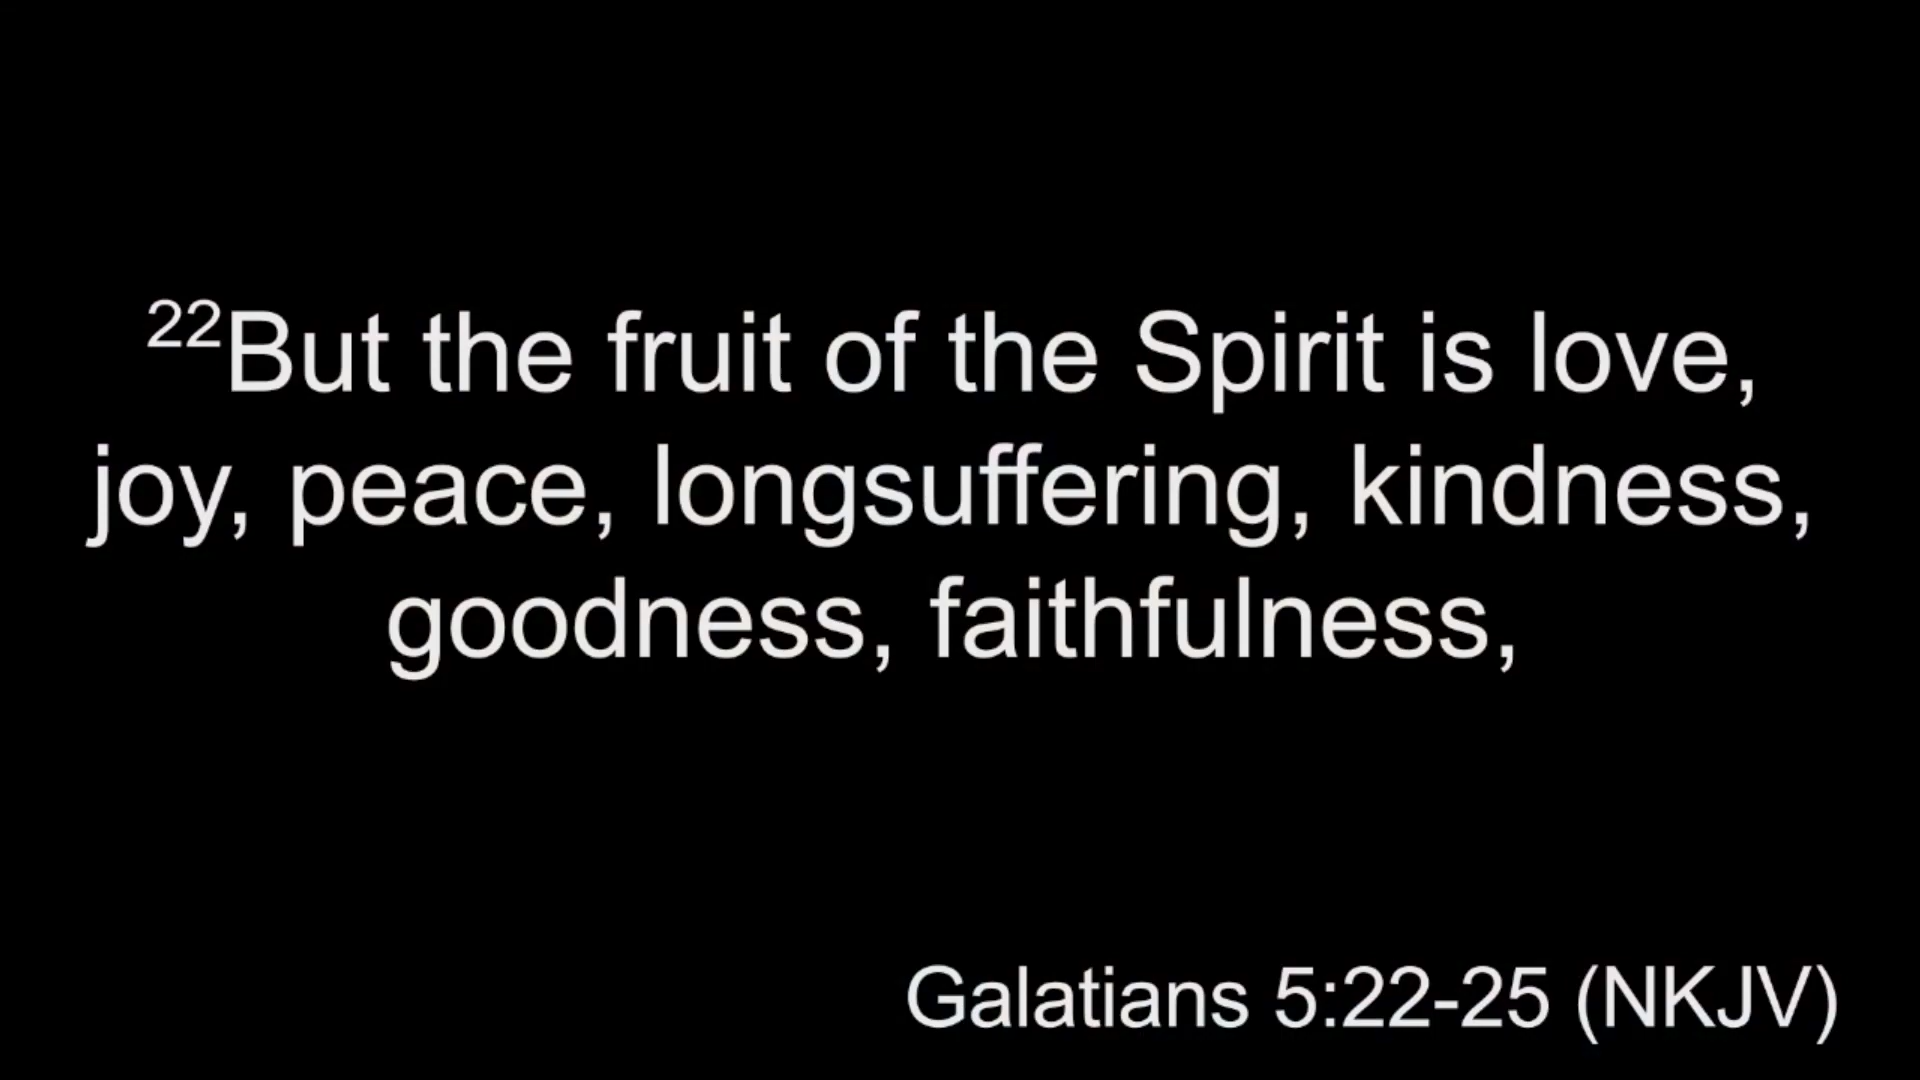 22But the fruit of the Spirit is love,
joy, peace, longsuffering, kindness,
goodness, faithfulness,
Galatians 5:22-25 (NKJV)